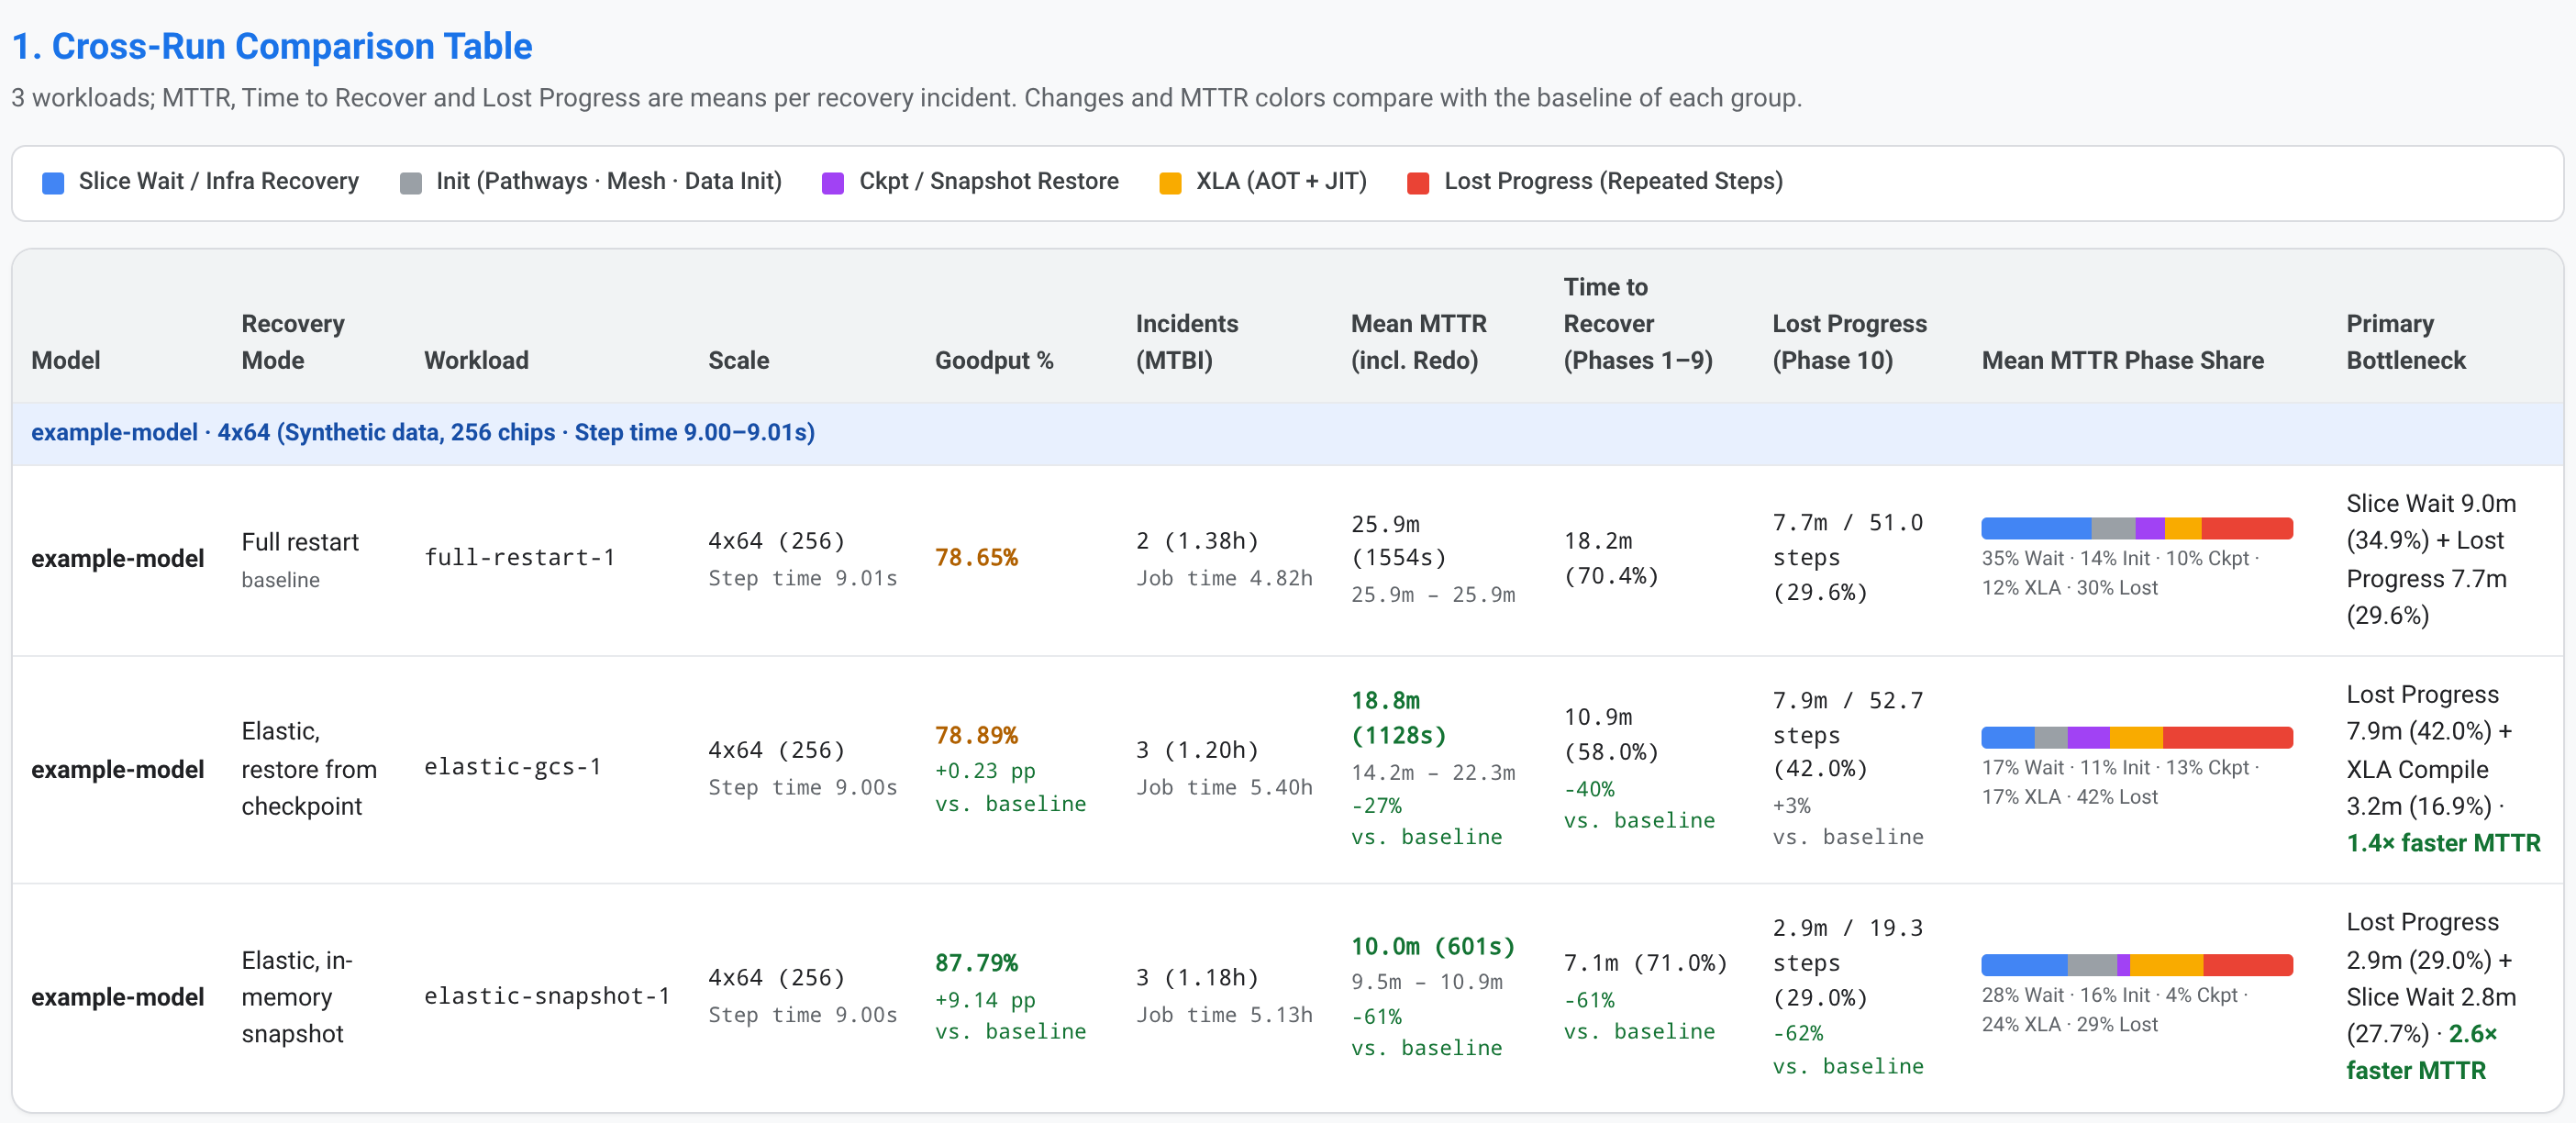 1. Cross-Run Comparison Table
3 workloads; MTTR, Time to Recover and Lost Progress are means per recovery incident. Changes and MTTR colors compare with the baseline of each group.
Slice Wait / Infra Recovery
Init (Pathways · Mesh · Data Init)
Ckpt / Snapshot Restore
XLA (AOT + JIT)
Lost Progress (Repeated Steps)
Model
Recovery
Mode
Workload
Scale
Goodput %
Incidents
(MTBI)
Mean MTTR
(incl. Redo)
Time to
Recover
(Phases 1–9)
Lost Progress
(Phase 10)
Mean MTTR Phase Share
Primary
Bottleneck
example-model · 4x64 (Synthetic data, 256 chips · Step time 9.00–9.01s)
example-model
Full restart
baseline
full-restart-1
4x64 (256)
Step time 9.01s
78.65%
2 (1.38h)
Job time 4.82h
25.9m
(1554s)
25.9m – 25.9m
18.2m
(70.4%)
7.7m / 51.0
steps
(29.6%)
35% Wait · 14% Init · 10% Ckpt ·
12% XLA · 30% Lost
Slice Wait 9.0m
(34.9%) + Lost
Progress 7.7m
(29.6%)
example-model
Elastic,
restore from
checkpoint
elastic-gcs-1
4x64 (256)
Step time 9.00s
78.89%
+0.23 pp
vs. baseline
3 (1.20h)
Job time 5.40h
18.8m
(1128s)
14.2m – 22.3m
-27%
vs. baseline
10.9m
(58.0%)
-40%
vs. baseline
7.9m / 52.7
steps
(42.0%)
+3%
vs. baseline
17% Wait · 11% Init · 13% Ckpt ·
17% XLA · 42% Lost
Lost Progress
7.9m (42.0%) +
XLA Compile
3.2m (16.9%) ·
1.4× faster MTTR
example-model
Elastic, in-
memory
snapshot
elastic-snapshot-1
4x64 (256)
Step time 9.00s
87.79%
+9.14 pp
vs. baseline
3 (1.18h)
Job time 5.13h
10.0m (601s)
9.5m – 10.9m
-61%
vs. baseline
7.1m (71.0%)
-61%
vs. baseline
2.9m / 19.3
steps
(29.0%)
-62%
vs. baseline
28% Wait · 16% Init · 4% Ckpt ·
24% XLA · 29% Lost
Lost Progress
2.9m (29.0%) +
Slice Wait 2.8m
(27.7%) · 2.6×
faster MTTR